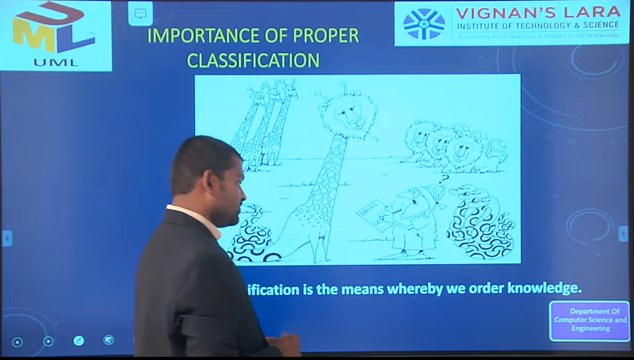 UML
UML
IMPORTANCE OF PROPER
CLASSIFICATION
VIGNAN'S LARA
INSTITUTE OF TECHNOLOGY & SCIENCE
?
ification is the means whereby we order knowledge.
Department Of
Computer Science and
Engineering